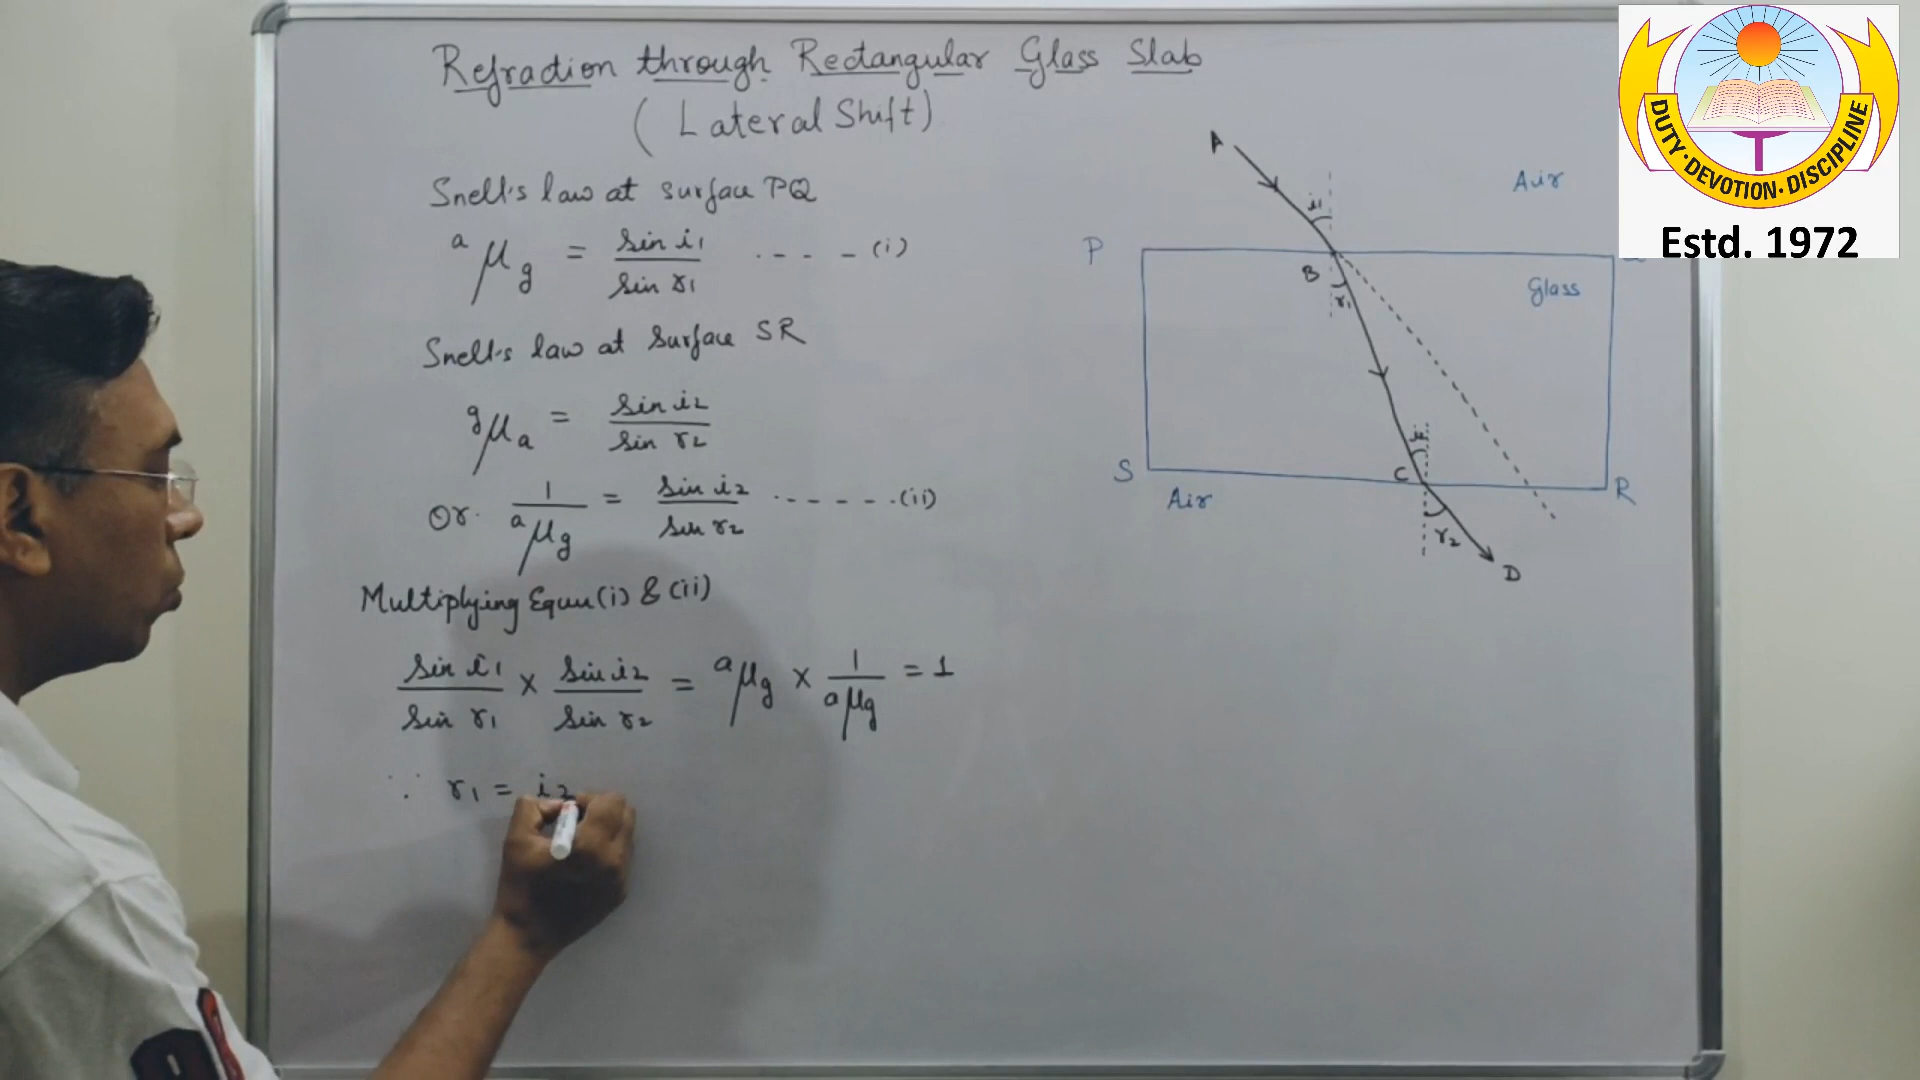 Refraction through Rectangular Glass Slab
(Lateral Shift)
Snell's law at surface PQ
ᵃμg = sin i₁ / sin r₁ ---- (i)
Snell's law at Surface SR
ᵍμₐ = sin i₂ / sin r₂
Or. 1 / ᵃμg = sin i₂ / sin r₂ ------ (ii)
Multiplying Equn (i) & (ii)
sin i₁ / sin r₁ × sin i₂ / sin r₂ = ᵃμg × 1 / ᵃμg = 1
∵ r₁ = i₂
A
i₁
Air
P
B
r₁
Glass
i₂
S
C
R
Air
r₂
D
DUTY·DEVOTION·DISCIPLINE
Estd. 1972